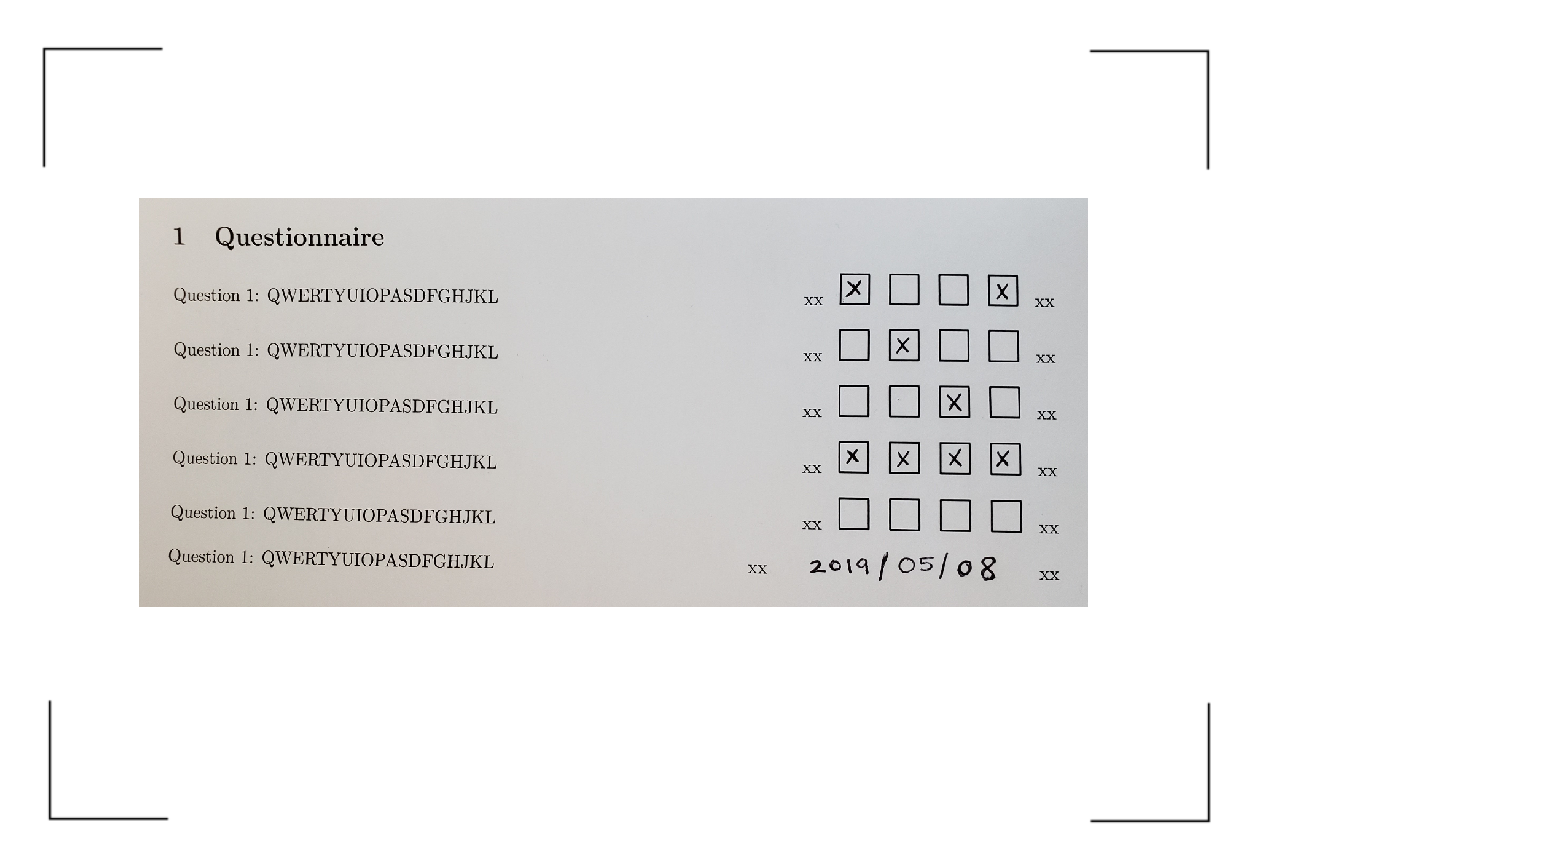 1 Questionnaire
Question 1: QWERTYUIOPASDFGHJKL xx ☒ ☐ ☐ ☒ xx
Question 1: QWERTYUIOPASDFGHJKL xx ☐ ☒ ☐ ☐ xx
Question 1: QWERTYUIOPASDFGHJKL xx ☐ ☐ ☒ ☐ xx
Question 1: QWERTYUIOPASDFGHJKL xx ☒ ☒ ☒ ☒ xx
Question 1: QWERTYUIOPASDFGHJKL xx ☐ ☐ ☐ ☐ xx
Question 1: QWERTYUIOPASDFGHJKL xx 2019/05/08 xx